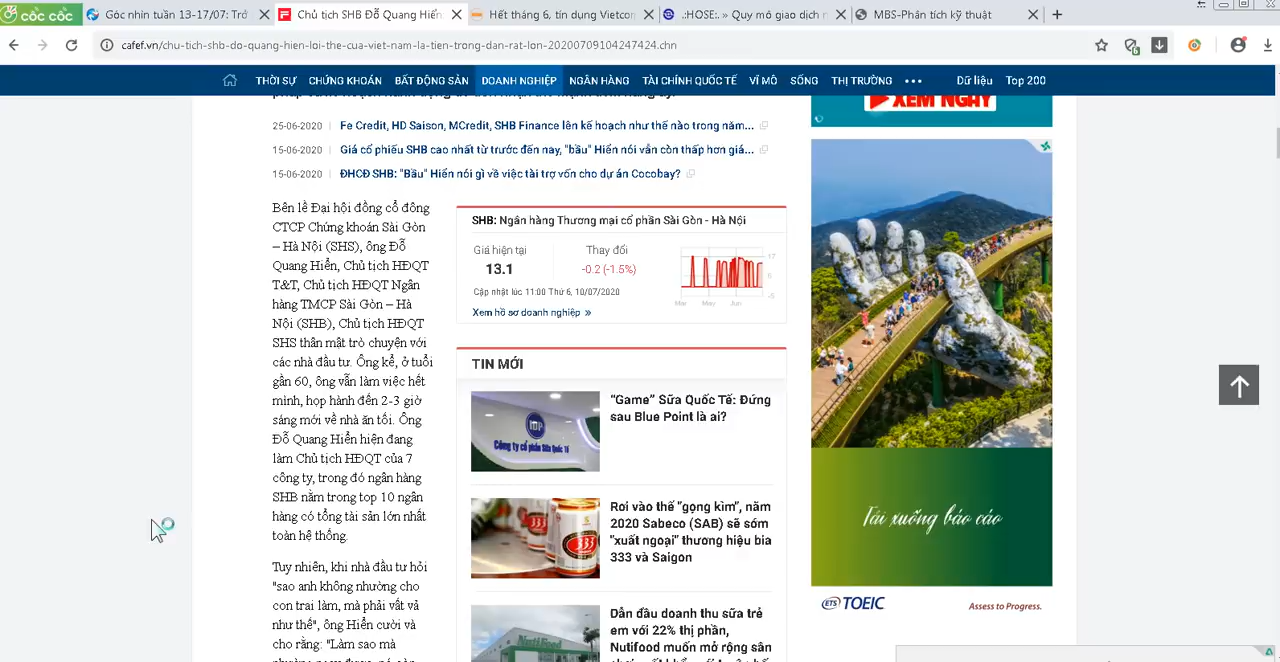 cốc cốc
Góc nhìn tuần 13-17/07: Trở
Chủ tịch SHB Đỗ Quang Hiển
Hết tháng 6, tín dụng Vietcom
.:HOSE:. » Quy mô giao dịch n
MBS-Phân tích kỹ thuật
cafef.vn/chu-tich-shb-do-quang-hien-loi-the-cua-viet-nam-la-tien-trong-dan-rat-lon-20200709104247424.chn
THỜI SỰ CHỨNG KHOÁN BẤT ĐỘNG SẢN DOANH NGHIỆP NGÂN HÀNG TÀI CHÍNH QUỐC TẾ VĨ MÔ SỐNG THỊ TRƯỜNG ••• Dữ liệu Top 200
XEM NGAY
25-06-2020 Fe Credit, HD Saison, MCredit, SHB Finance lên kế hoạch như thế nào trong năm...
15-06-2020 Giá cổ phiếu SHB cao nhất từ trước đến nay, "bầu" Hiển nói vẫn còn thấp hơn giá...
15-06-2020 ĐHCĐ SHB: "Bầu" Hiển nói gì về việc tài trợ vốn cho dự án Cocobay?
Bên lề Đại hội đồng cổ đông
CTCP Chứng khoán Sài Gòn
– Hà Nội (SHS), ông Đỗ
Quang Hiển, Chủ tịch HĐQT
T&T, Chủ tịch HĐQT Ngân
hàng TMCP Sài Gòn – Hà
Nội (SHB), Chủ tịch HĐQT
SHS thân mật trò chuyện với
các nhà đầu tư. Ông kể, ở tuổi
gần 60, ông vẫn làm việc hết
mình, họp hành đến 2-3 giờ
sáng mới về nhà ăn tối. Ông
Đỗ Quang Hiển hiện đang
làm Chủ tịch HĐQT của 7
công ty, trong đó ngân hàng
SHB nằm trong top 10 ngân
hàng có tổng tài sản lớn nhất
toàn hệ thống.
Tuy nhiên, khi nhà đầu tư hỏi
"sao anh không nhường cho
con trai làm, mà phải vất vả
như thế", ông Hiển cười và
cho rằng: "Làm sao mà
SHB: Ngân hàng Thương mại cổ phần Sài Gòn - Hà Nội
Giá hiện tại Thay đổi
13.1 -0.2 (-1.5%)
Cập nhật lúc 11:00 Thứ 6, 10/07/2020
Xem hồ sơ doanh nghiệp »
17
6
-5
Mar May Jun
TIN MỚI
IDP
Công ty cổ phần Sữa Quốc Tế
“Game” Sữa Quốc Tế: Đứng
sau Blue Point là ai?
333
333
Rơi vào thế "gọng kìm", năm
2020 Sabeco (SAB) sẽ sớm
"xuất ngoại" thương hiệu bia
333 và Saigon
Nutifood
Dẫn đầu doanh thu sữa trẻ
em với 22% thị phần,
Nutifood muốn mở rộng sân
Tải xuống báo cáo
ETS TOEIC
Assess to Progress.